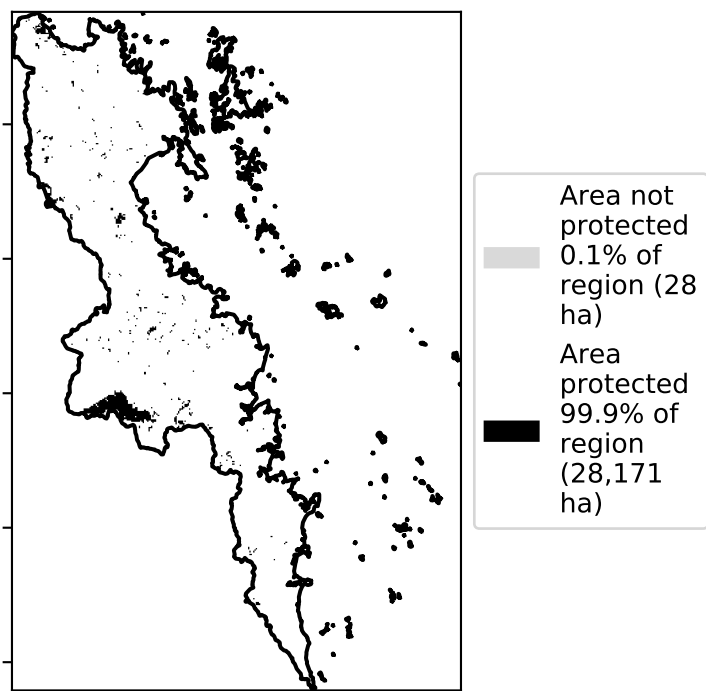 Area not
protected
0.1% of
region (28
ha)
Area
protected
99.9% of
region
(28,171
ha)